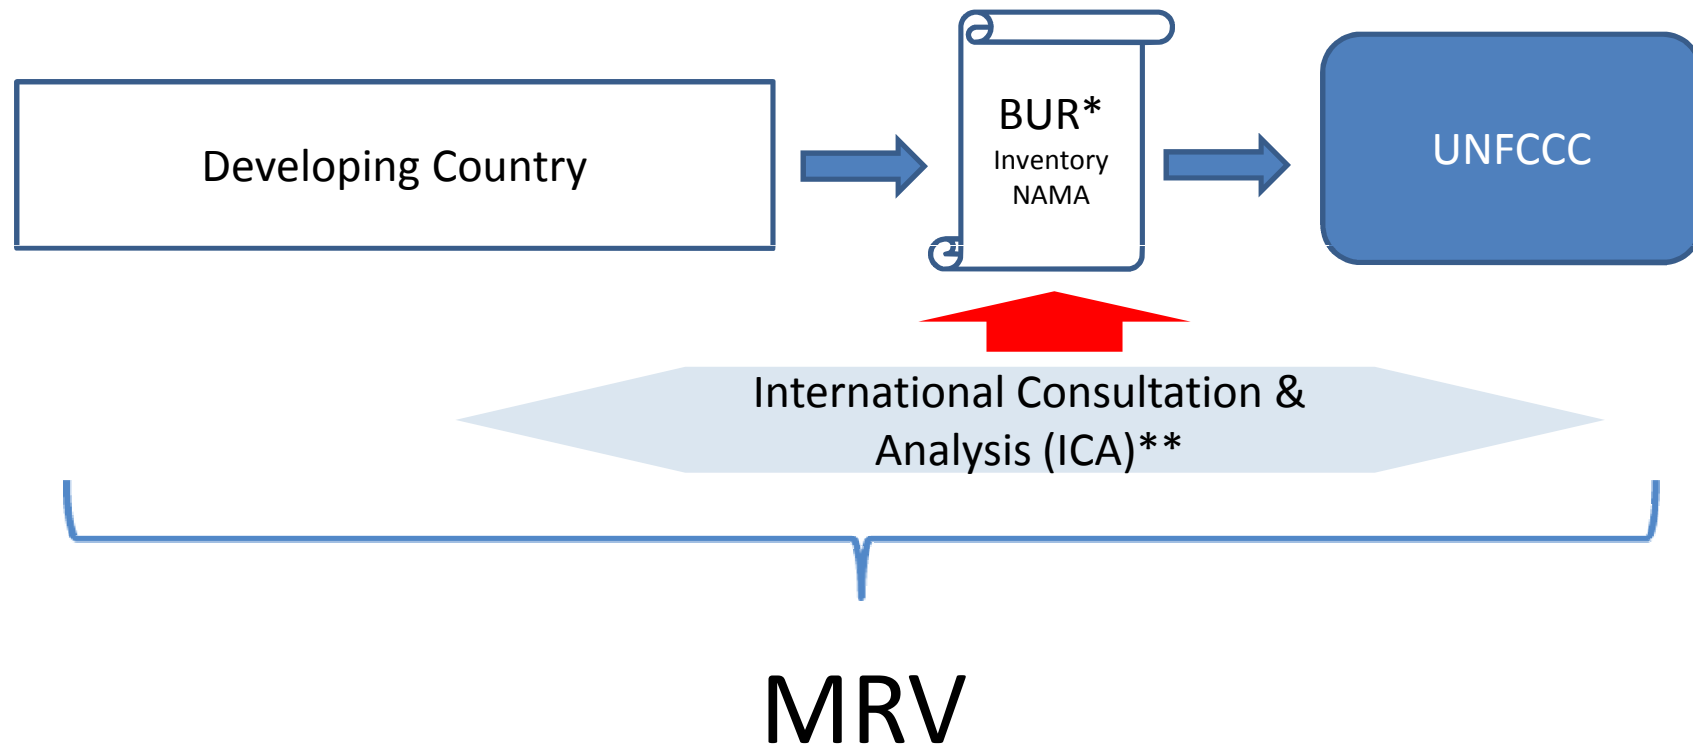 Developing Country
BUR*
Inventory
NAMA
UNFCCC
International Consultation &
Analysis (ICA)**
MRV